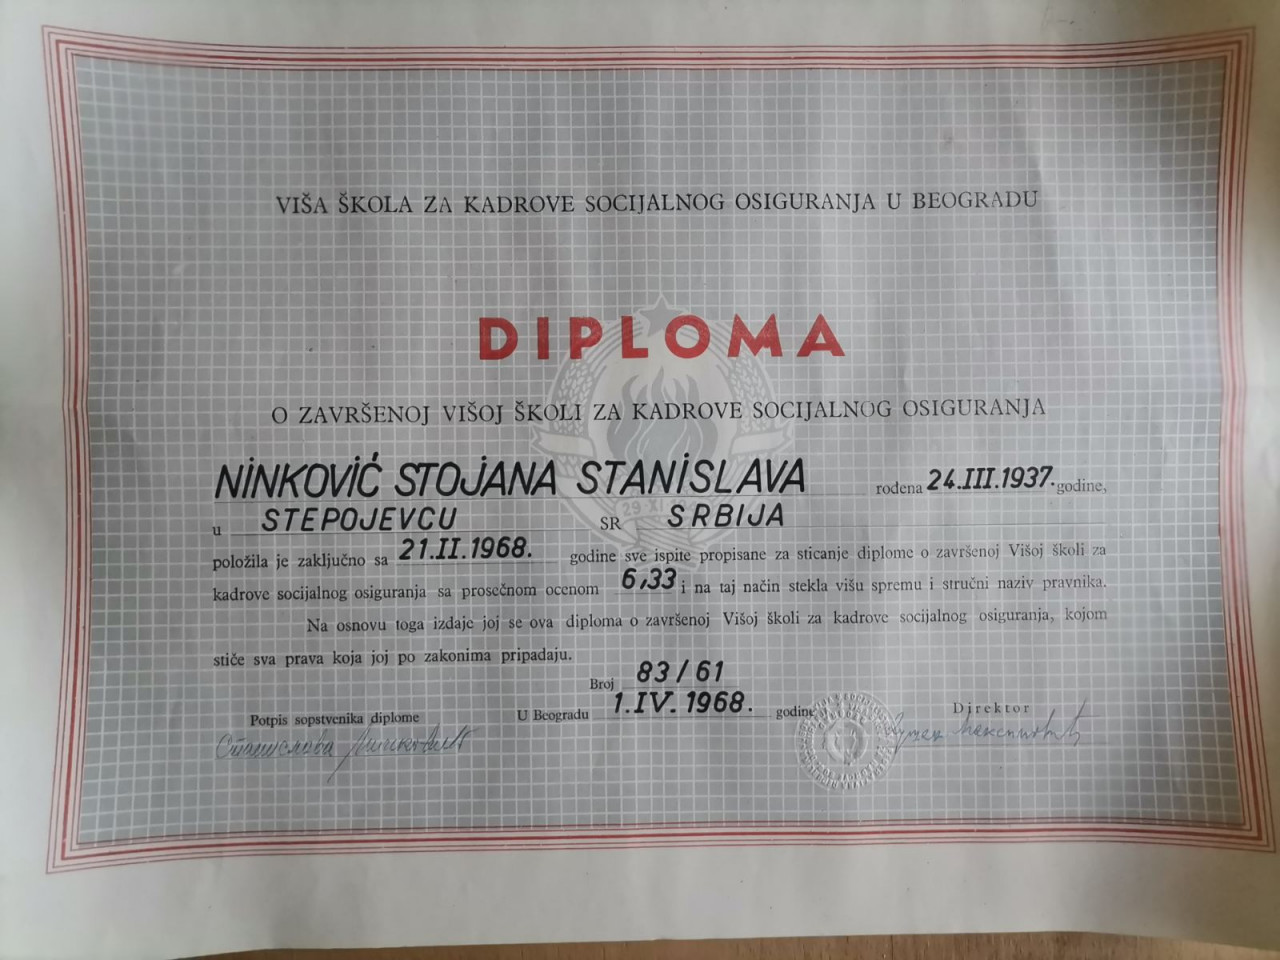 VIŠA ŠKOLA ZA KADROVE SOCIJALNOG OSIGURANJA U BEOGRADU
DIPLOMA
O ZAVRŠENOJ VIŠOJ ŠKOLI ZA KADROVE SOCIJALNOG OSIGURANJA
NINKOVIĆ STOJANA STANISLAVA rođena 24.III.1937. godine,
u STEPOJEVCU SR SRBIJA
29 XI
položila je zaključno sa 21.II.1968. godine sve ispite propisane za sticanje diplome o završenoj Višoj školi za
kadrove socijalnog osiguranja sa prosečnom ocenom 6,33 i na taj način stekla višu spremu i stručni naziv pravnika.
Na osnovu toga izdaje joj se ova diploma o završenoj Višoj školi za kadrove socijalnog osiguranja, kojom
stiče sva prava koja joj po zakonima pripadaju.
Broj 83/61
U Beogradu 1.IV.1968. godine
Potpis sopstvenika diplome
Direktor
Станислава Нинковић